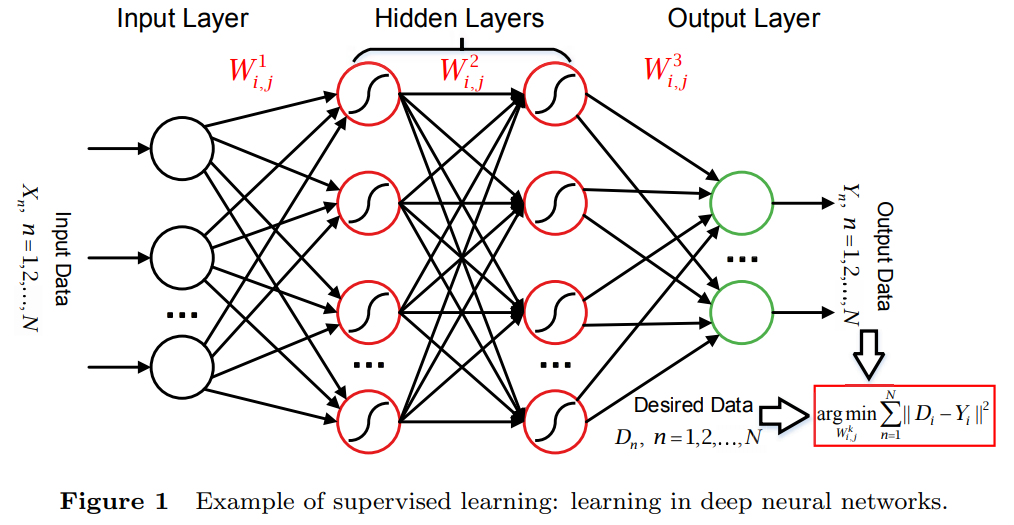 Input Layer
Hidden Layers
Output Layer
W^1_{i,j}
W^2_{i,j}
W^3_{i,j}
X_n, n=1,2,...,N
Input Data
...
...
...
...
Y_n, n=1,2,...,N
Output Data
Desired Data
D_n, n=1,2,...,N
arg min_{W^k_{i,j}} \sum_{n=1}^{N} || D_i − Y_i ||^2
Figure 1 Example of supervised learning: learning in deep neural networks.